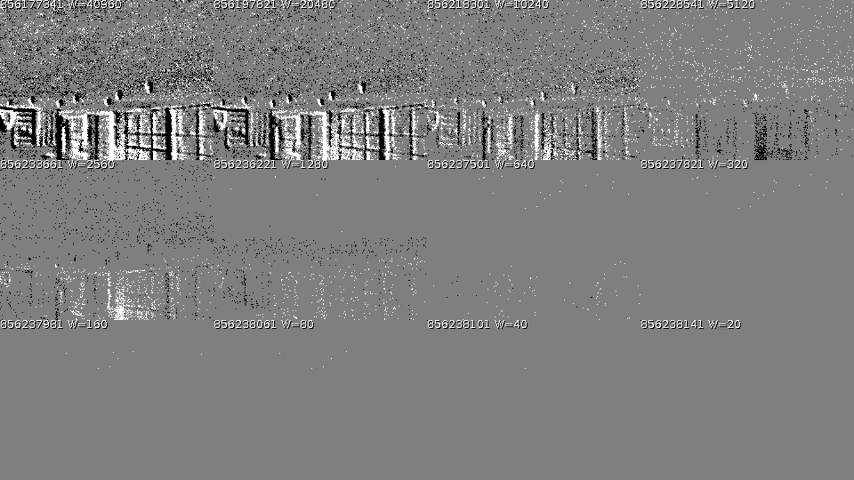 856177341 W=40960
856197821 W=20480
856218301 W=10240
856228541 W=5120
856233661 W=2560
856236221 W=1280
856237501 W=640
856237821 W=320
856237981 W=160
856238061 W=80
856238101 W=40
856238141 W=20